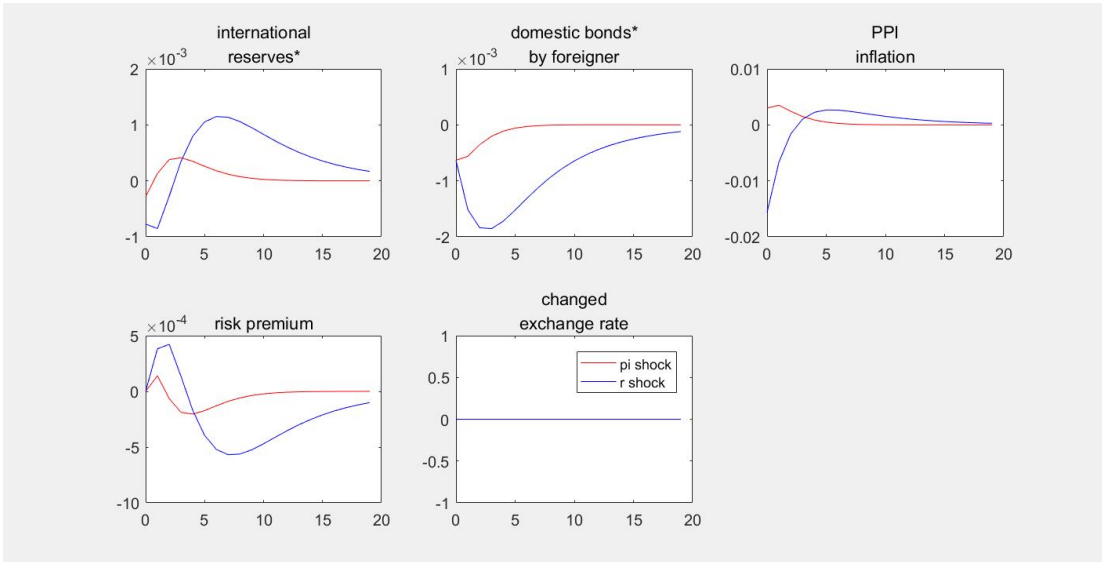 international
reserves*
×10⁻³
2
1
0
-1
0 5 10 15 20
domestic bonds*
by foreigner
×10⁻³
1
0
-1
-2
0 5 10 15 20
PPI
inflation
0.01
0
-0.01
-0.02
0 5 10 15 20
risk premium
×10⁻⁴
5
0
-5
-10
0 5 10 15 20
changed
exchange rate
1
0.5
0
-0.5
-1
pi shock
r shock
0 5 10 15 20